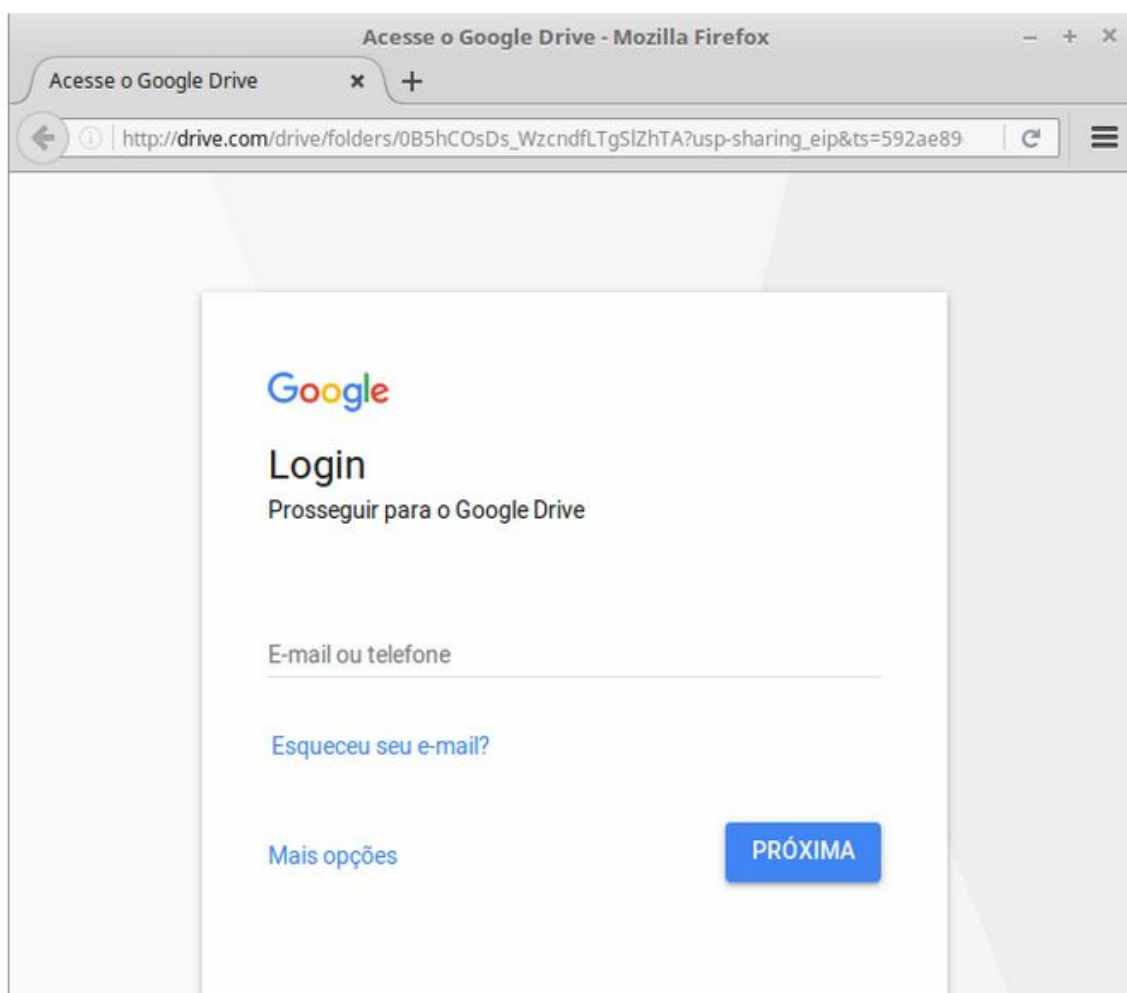 Acesse o Google Drive - Mozilla Firefox
Acesse o Google Drive
http://drive.com/drive/folders/0B5hCOsDs_WzcndfLTgSlZhTA?usp-sharing_eip&ts=592ae89
Google
Login
Prosseguir para o Google Drive
E-mail ou telefone
Esqueceu seu e-mail?
Mais opções
PRÓXIMA